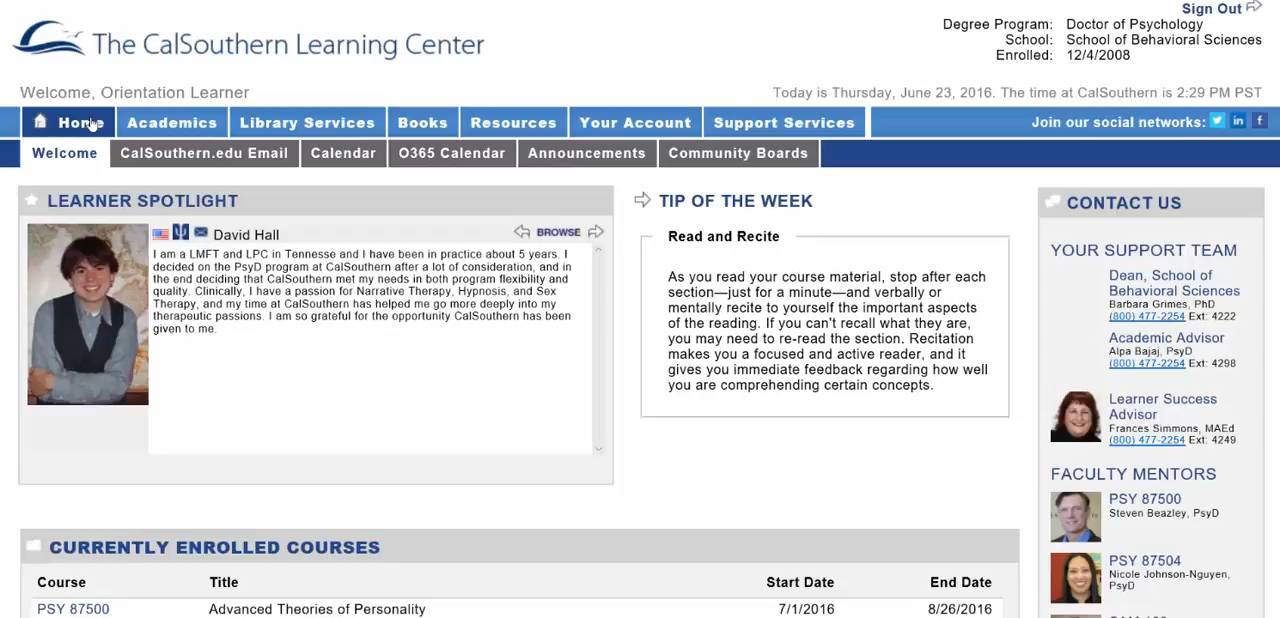 Sign Out
Degree Program: Doctor of Psychology
School: School of Behavioral Sciences
Enrolled: 12/4/2008
The CalSouthern Learning Center
Welcome, Orientation Learner
Today is Thursday, June 23, 2016. The time at CalSouthern is 2:29 PM PST
Home Academics Library Services Books Resources Your Account Support Services Join our social networks:
Welcome CalSouthern.edu Email Calendar O365 Calendar Announcements Community Boards
LEARNER SPOTLIGHT
David Hall
BROWSE
I am a LMFT and LPC in Tennesse and I have been in practice about 5 years. I
decided on the PsyD program at CalSouthern after a lot of consideration, and in
the end deciding that CalSouthern met my needs in both program flexibility and
quality. Clinically, I have a passion for Narrative Therapy, Hypnosis, and Sex
Therapy, and my time at CalSouthern has helped me go more deeply into my
therapeutic passions. I am so grateful for the opportunity CalSouthern has been
given to me.
TIP OF THE WEEK
Read and Recite
As you read your course material, stop after each
section—just for a minute—and verbally or
mentally recite to yourself the important aspects
of the reading. If you can't recall what they are,
you may need to re-read the section. Recitation
makes you a focused and active reader, and it
gives you immediate feedback regarding how well
you are comprehending certain concepts.
CONTACT US
YOUR SUPPORT TEAM
Dean, School of
Behavioral Sciences
Barbara Grimes, PhD
(800) 477-2254 Ext: 4222
Academic Advisor
Alpa Bajaj, PsyD
(800) 477-2254 Ext: 4298
Learner Success
Advisor
Frances Simmons, MAEd
(800) 477-2254 Ext: 4249
FACULTY MENTORS
PSY 87500
Steven Beazley, PsyD
PSY 87504
Nicole Johnson-Nguyen,
PsyD
CURRENTLY ENROLLED COURSES
Course Title Start Date End Date
PSY 87500 Advanced Theories of Personality 7/1/2016 8/26/2016